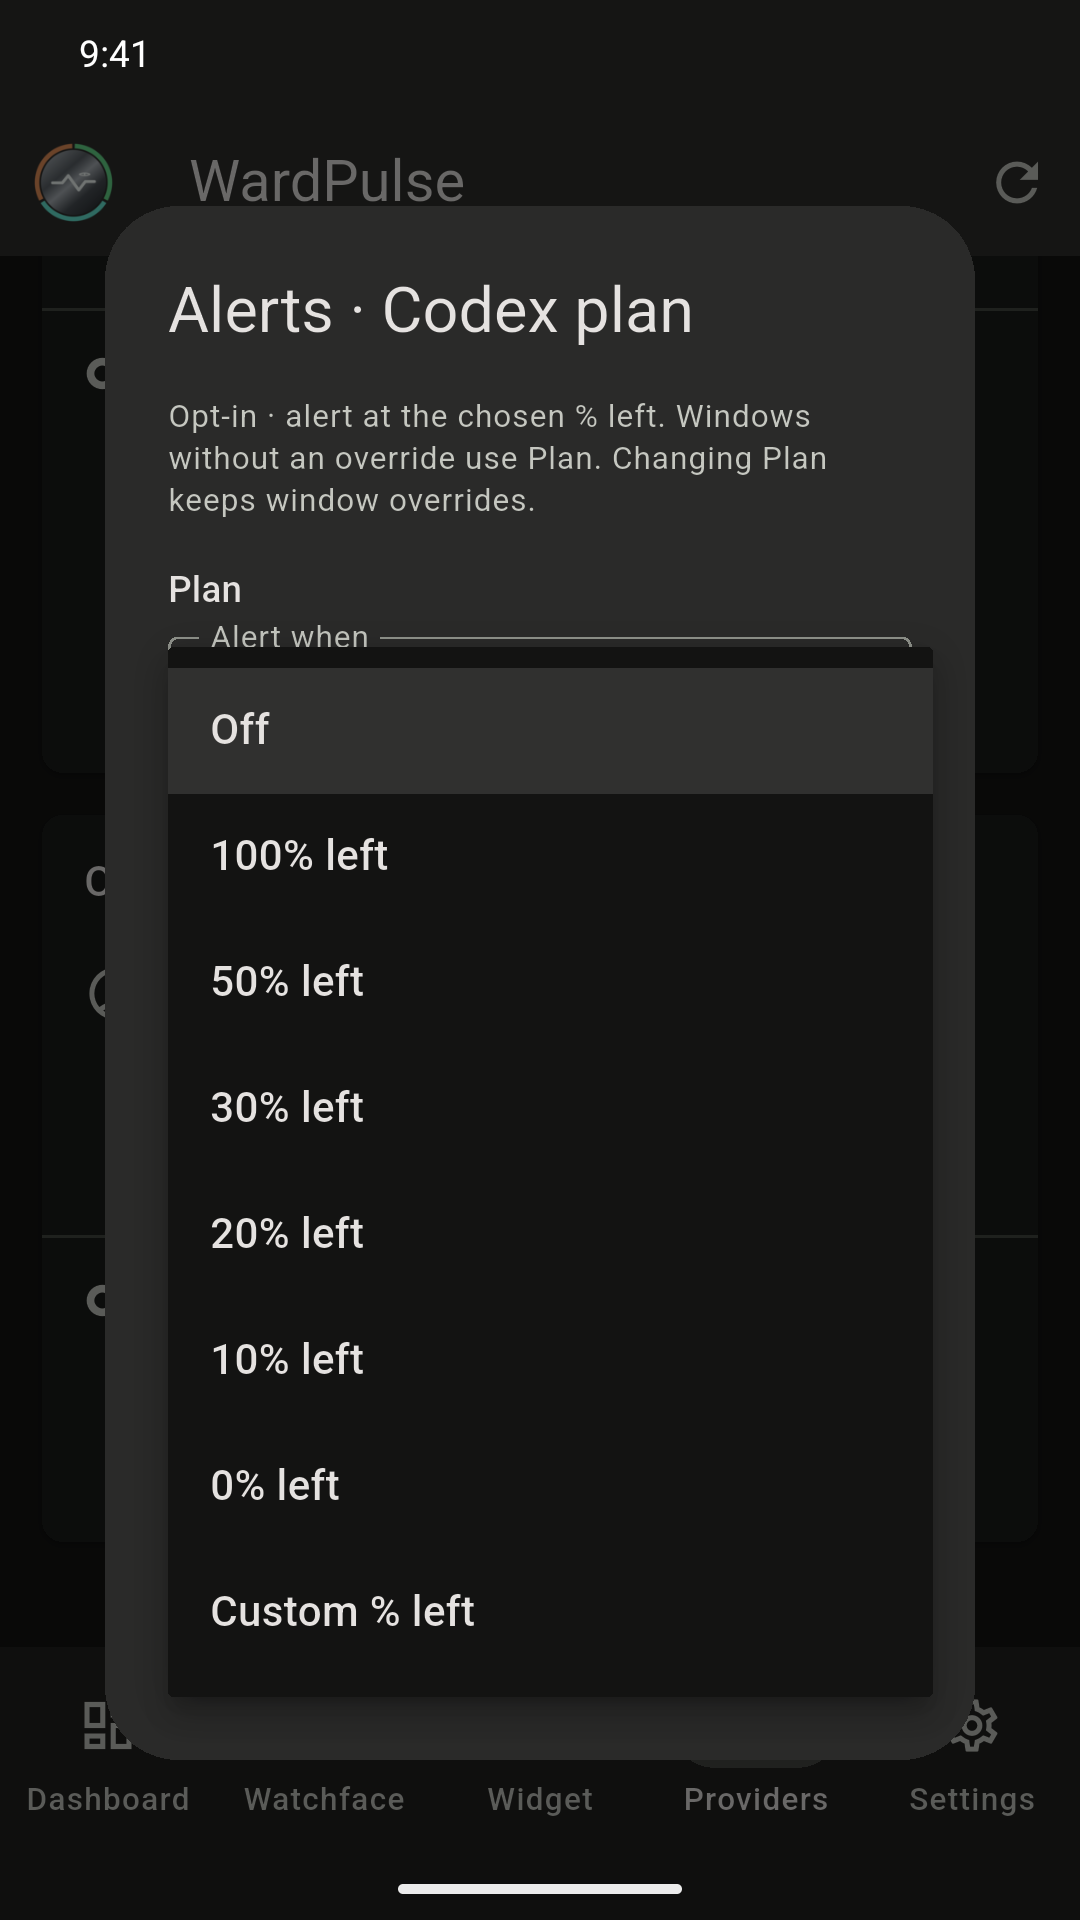 9:41
WardPulse
Alerts · Codex plan
Opt-in · alert at the chosen % left. Windows
without an override use Plan. Changing Plan
keeps window overrides.
Plan
Alert when
Off
100% left
50% left
30% left
20% left
10% left
0% left
Custom % left
Dashboard
Watchface
Widget
Providers
Settings